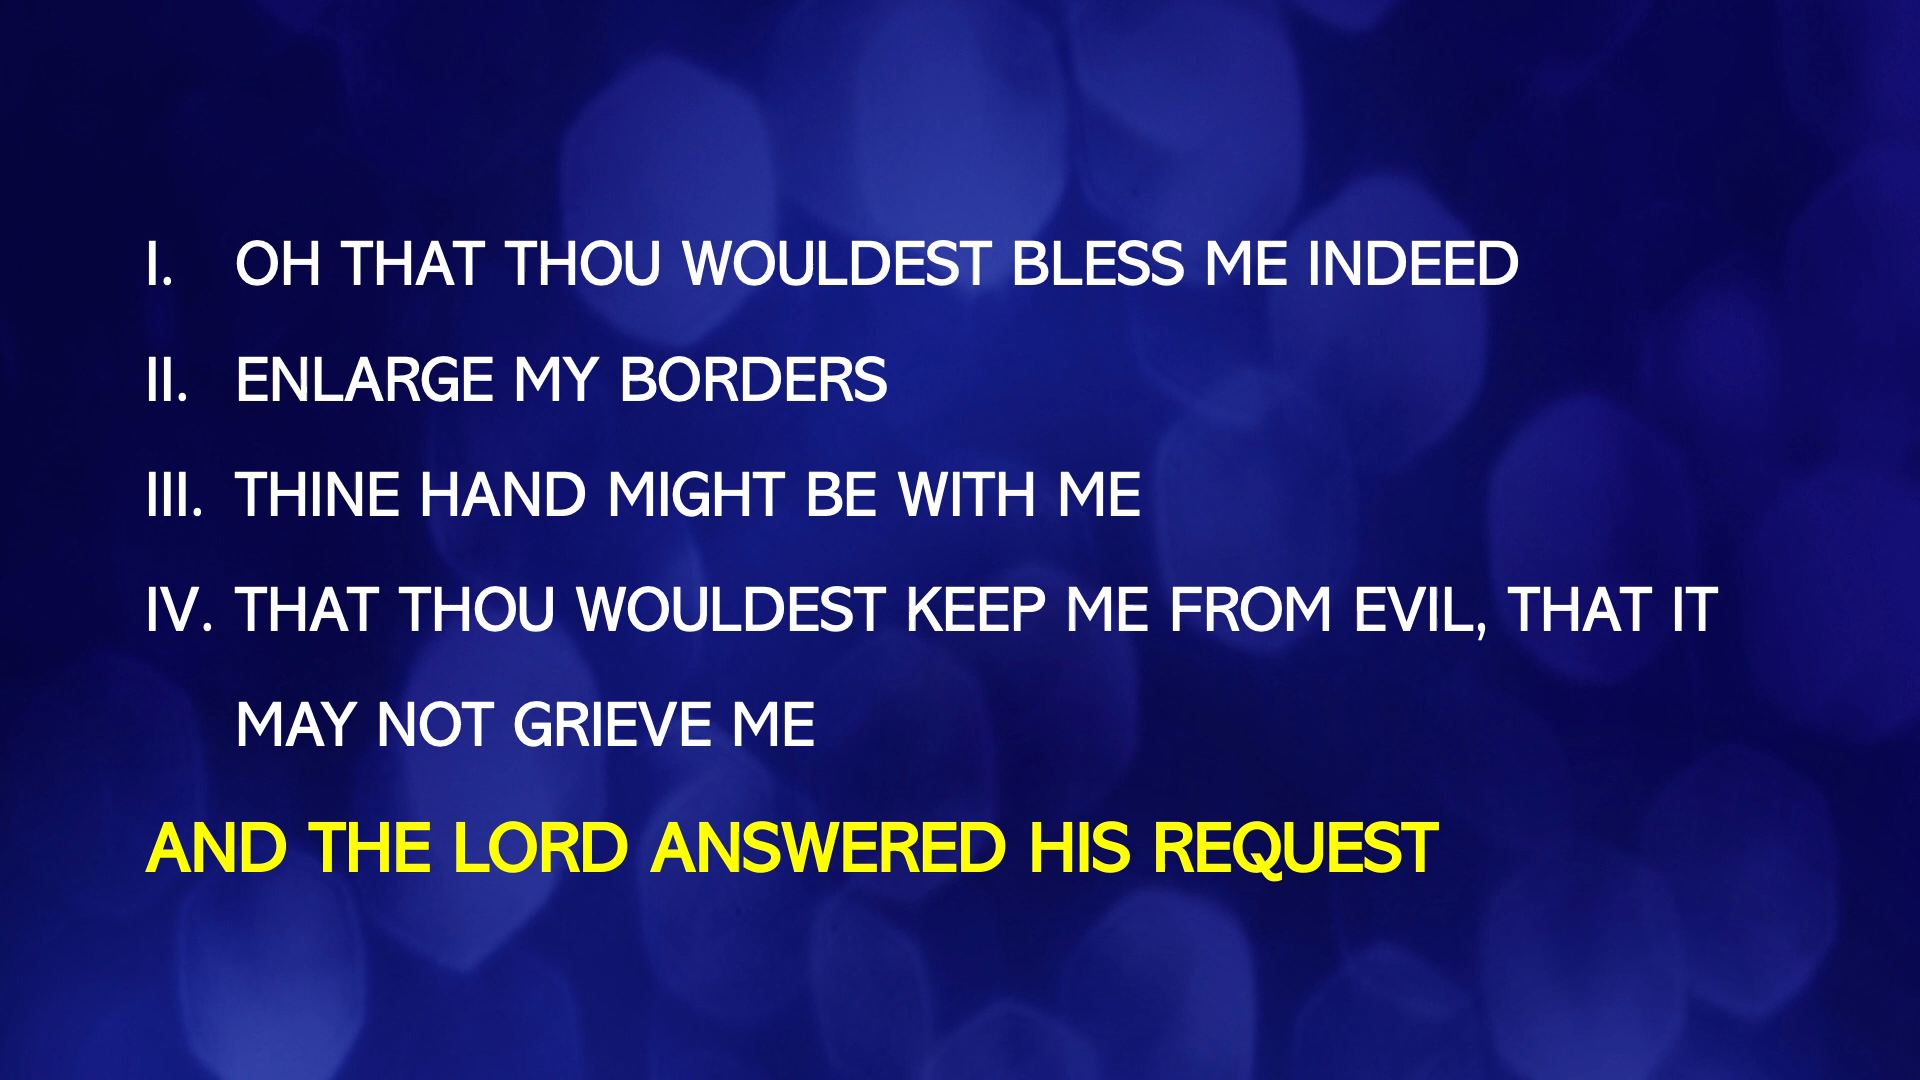 I. OH THAT THOU WOULDEST BLESS ME INDEED
II. ENLARGE MY BORDERS
III. THINE HAND MIGHT BE WITH ME
IV. THAT THOU WOULDEST KEEP ME FROM EVIL, THAT IT
MAY NOT GRIEVE ME
AND THE LORD ANSWERED HIS REQUEST